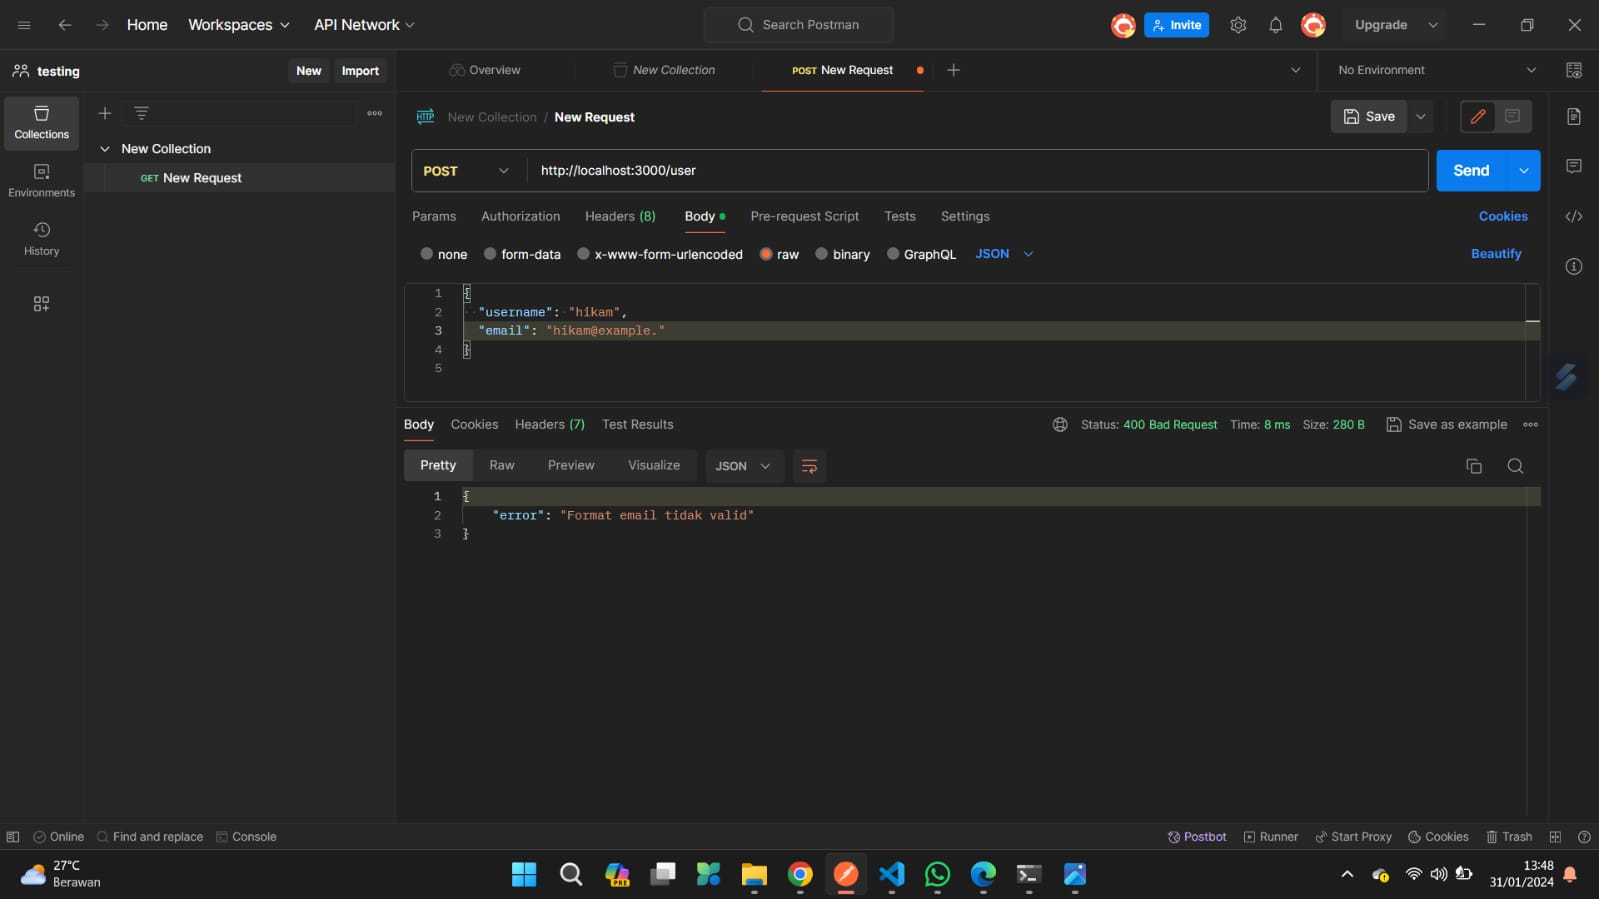 Home Workspaces API Network Search Postman Invite Upgrade
testing New Import Overview New Collection POST New Request No Environment
Collections
New Collection / New Request Save
New Collection
GET New Request
POST http://localhost:3000/user Send
Environments
History
Params Authorization Headers (8) Body Pre-request Script Tests Settings Cookies
none form-data x-www-form-urlencoded raw binary GraphQL JSON Beautify
1 {
2 "username": "hikam",
3 "email": "hikam@example."
4 }
5
Body Cookies Headers (7) Test Results Status: 400 Bad Request Time: 8 ms Size: 280 B Save as example
Pretty Raw Preview Visualize JSON
1 {
2 "error": "Format email tidak valid"
3 }
Online Find and replace Console Postbot Runner Start Proxy Cookies Trash
27°C
Berawan
PRE
13:48
31/01/2024